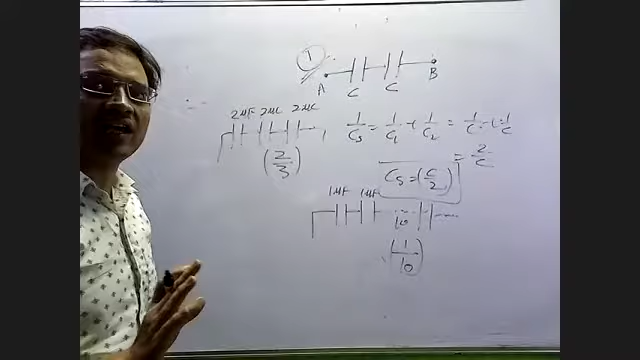 1
A C C B
2μF 2μC 2μC
1/Cs = 1/C1 + 1/C2 = 1/C + 1/C
= 2/C
(2/3)
Cs = (C/2)
1μF 1μF
10
(1/10)